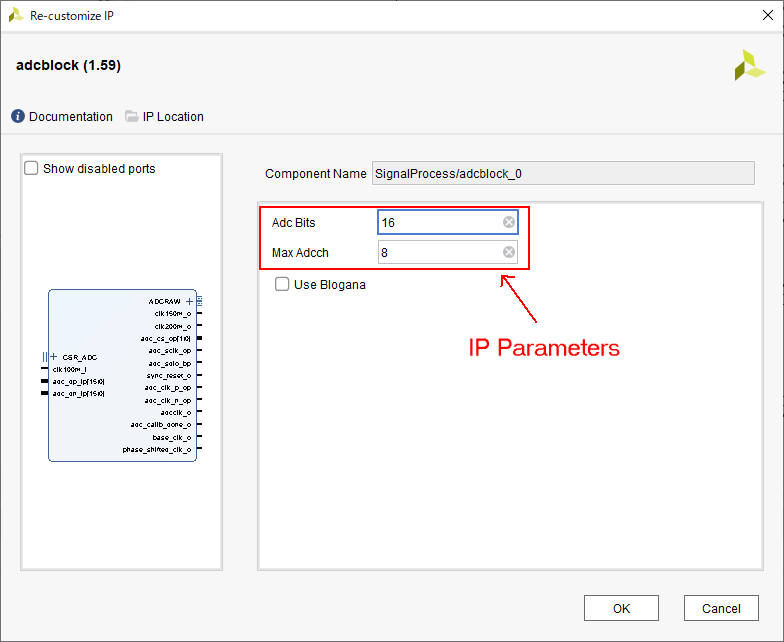 Re-customize IP
adcblock (1.59)
Documentation
IP Location
Show disabled ports
Component Name
SignalProcess/adcblock_0
Adc Bits
16
Max Adcch
8
Use Blogana
IP Parameters
ADCRAW
clk150m_o
clk200m_o
adc_cs_op[1:0]
adc_sclk_op
adc_sdio_bp
sync_reset_o
adc_clk_p_op
adc_clk_n_op
adcclk_o
adc_calib_done_o
base_clk_o
phase_shifted_clk_o
CSR_ADC
clk100m_i
adc_dp_ip[15:0]
adc_dn_ip[15:0]
OK
Cancel